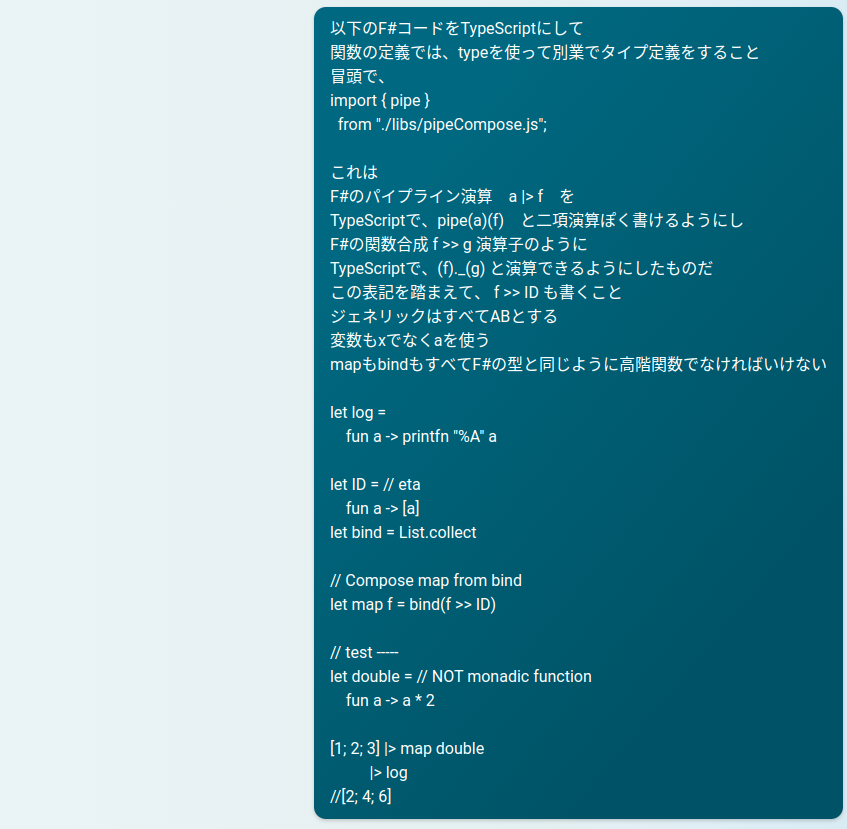 以下のF#コードをTypeScriptにして
関数の定義では、typeを使って別業でタイプ定義をすること
冒頭で、
import { pipe }
  from "./libs/pipeCompose.js";

これは
F#のパイプライン演算　a |> f　を
TypeScriptで、pipe(a)(f)　と二項演算ぽく書けるようにし
F#の関数合成 f >> g 演算子のように
TypeScriptで、(f)._(g) と演算できるようにしたものだ
この表記を踏まえて、 f >> ID も書くこと
ジェネリックはすべてABとする
変数もxでなくaを使う
mapもbindもすべてF#の型と同じように高階関数でなければいけない

let log =
    fun a -> printfn "%A" a

let ID = // eta
    fun a -> [a]
let bind = List.collect

// Compose map from bind
let map f = bind(f >> ID)

// test -----
let double = // NOT monadic function
    fun a -> a * 2

[1; 2; 3] |> map double
          |> log
//[2; 4; 6]